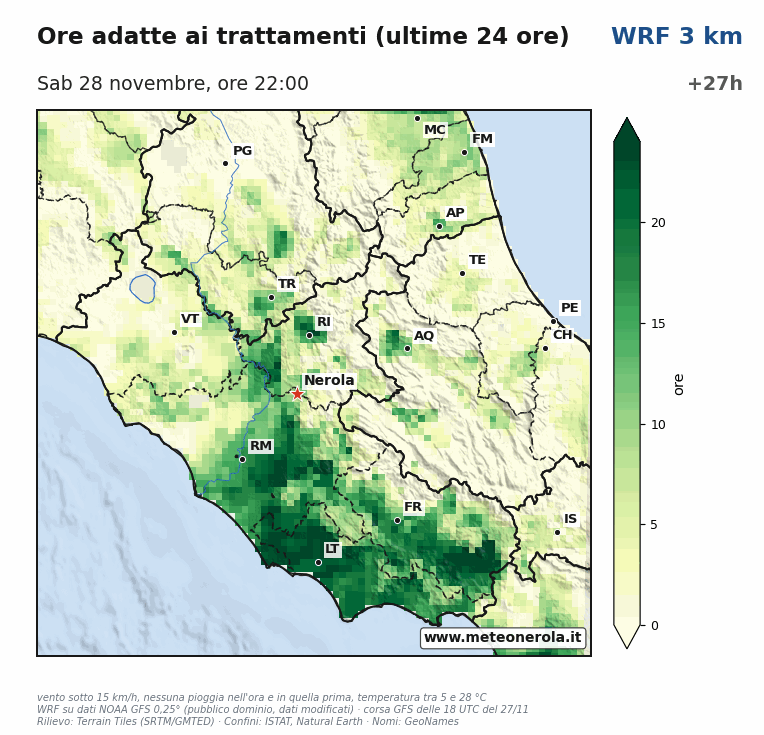 Ore adatte ai trattamenti (ultime 24 ore)
WRF 3 km
Sab 28 novembre, ore 22:00
+27h
MC
FM
PG
AP
TE
TR
PE
VT
RI
AQ
CH
Nerola
RM
FR
IS
LT
www.meteonerola.it
20
15
10
5
0
ore
vento sotto 15 km/h, nessuna pioggia nell'ora e in quella prima, temperatura tra 5 e 28 °C
WRF su dati NOAA GFS 0,25° (pubblico dominio, dati modificati) · corsa GFS delle 18 UTC del 27/11
Rilievo: Terrain Tiles (SRTM/GMTED) · Confini: ISTAT, Natural Earth · Nomi: GeoNames